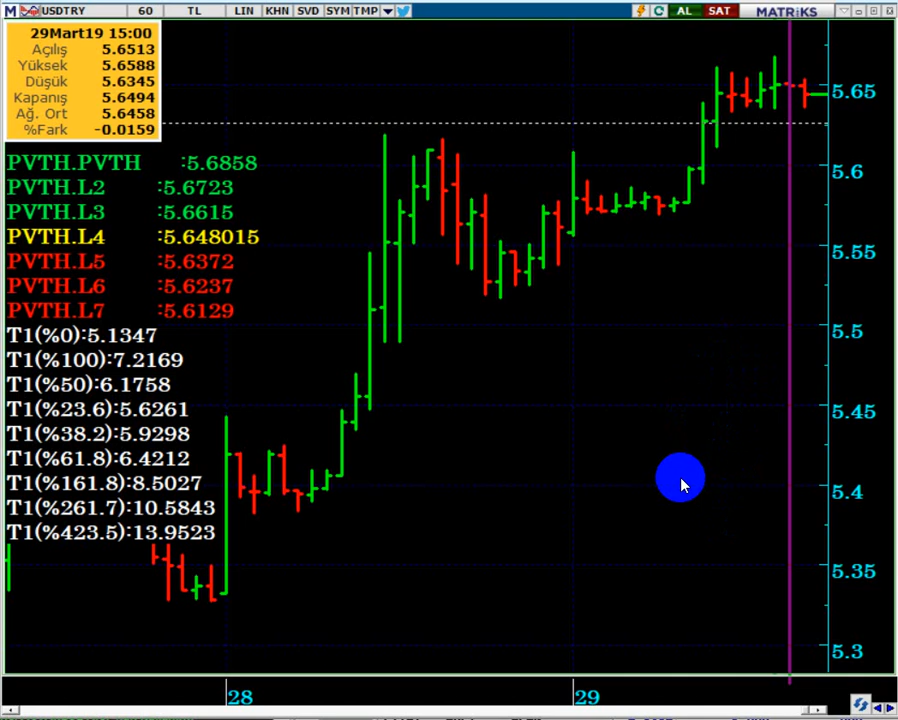 M USDTRY 60 TL LIN KHN SVD SYM TMP AL SAT MATRiKS
29Mart19 15:00
Açılış 5.6513
Yüksek 5.6588
Düşük 5.6345
Kapanış 5.6494
Ağ. Ort 5.6458
%Fark -0.0159
PVTH.PVTH :5.6858
PVTH.L2 :5.6723
PVTH.L3 :5.6615
PVTH.L4 :5.648015
PVTH.L5 :5.6372
PVTH.L6 :5.6237
PVTH.L7 :5.6129
T1(%0):5.1347
T1(%100):7.2169
T1(%50):6.1758
T1(%23.6):5.6261
T1(%38.2):5.9298
T1(%61.8):6.4212
T1(%161.8):8.5027
T1(%261.7):10.5843
T1(%423.5):13.9523
5.65
5.6
5.55
5.5
5.45
5.4
5.35
5.3
28 29